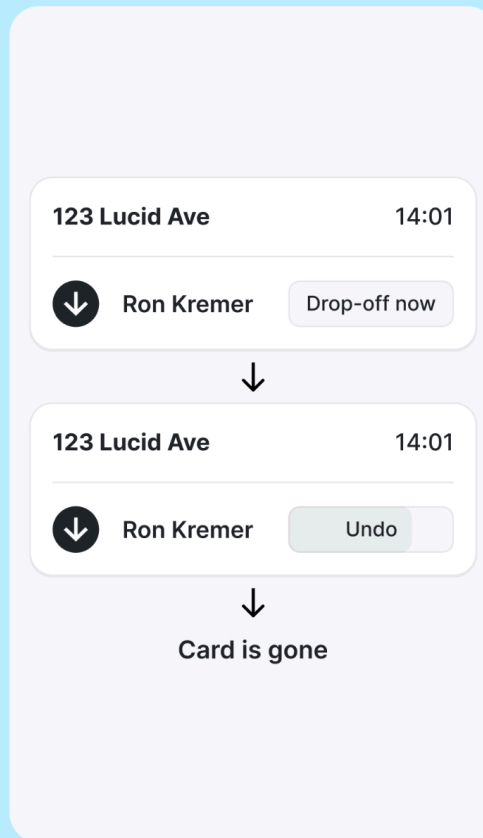 123 Lucid Ave 14:01
Ron Kremer Drop-off now
123 Lucid Ave 14:01
Ron Kremer Undo
Card is gone